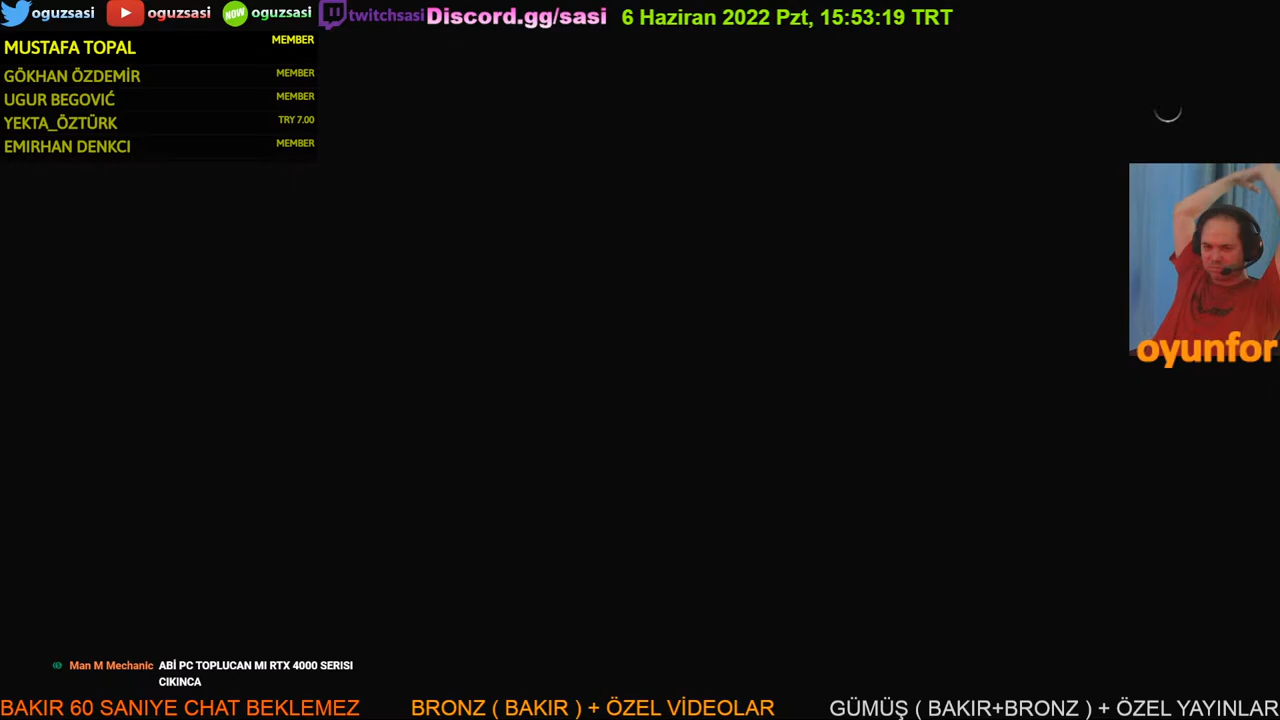 oguzsasi oguzsasi NOW oguzsasi twitchsasi Discord.gg/sasi 6 Haziran 2022 Pzt, 15:53:19 TRT
MUSTAFA TOPAL MEMBER
GÖKHAN ÖZDEMİR MEMBER
UGUR BEGOVIĆ MEMBER
YEKTA_ÖZTÜRK TRY 7.00
EMIRHAN DENKCI MEMBER
oyunfor
Man M Mechanic ABİ PC TOPLUCAN MI RTX 4000 SERISI
CIKINCA
BAKIR 60 SANIYE CHAT BEKLEMEZ BRONZ ( BAKIR ) + ÖZEL VİDEOLAR GÜMÜŞ ( BAKIR+BRONZ ) + ÖZEL YAYINLAR